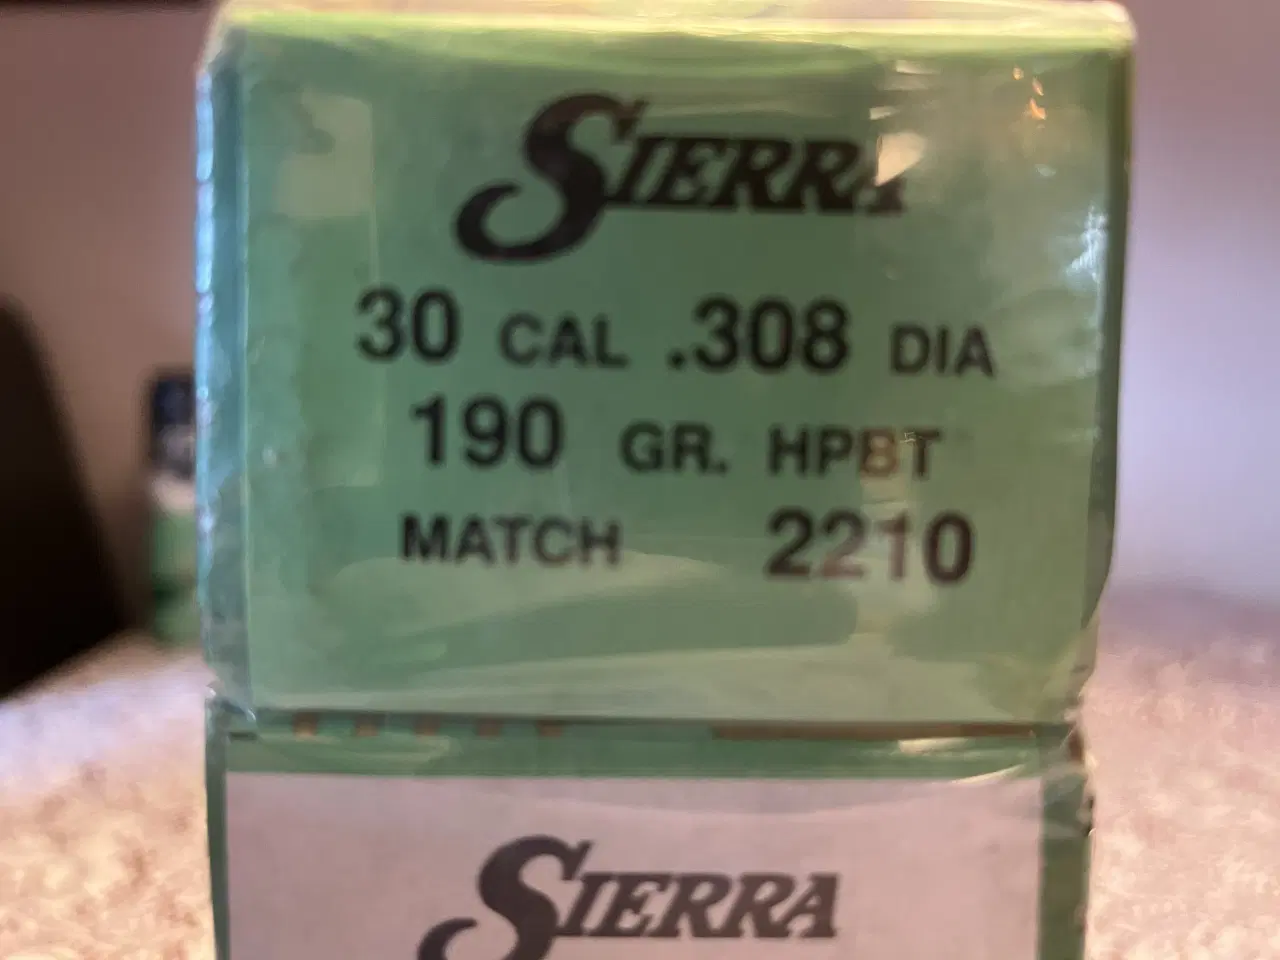 SIERRA
30 CAL .308 DIA
190 GR. HPBT
MATCH 2210
SIERRA